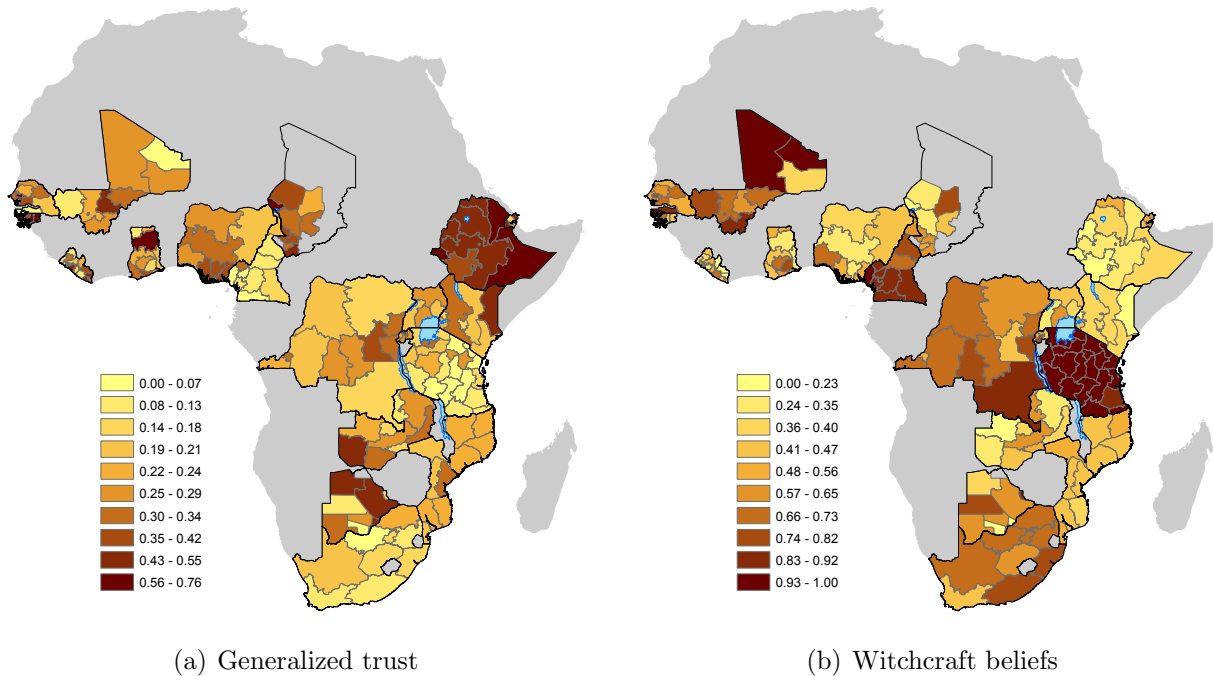 0.00 - 0.07
0.08 - 0.13
0.14 - 0.18
0.19 - 0.21
0.22 - 0.24
0.25 - 0.29
0.30 - 0.34
0.35 - 0.42
0.43 - 0.55
0.56 - 0.76
(a) Generalized trust
0.00 - 0.23
0.24 - 0.35
0.36 - 0.40
0.41 - 0.47
0.48 - 0.56
0.57 - 0.65
0.66 - 0.73
0.74 - 0.82
0.83 - 0.92
0.93 - 1.00
(b) Witchcraft beliefs